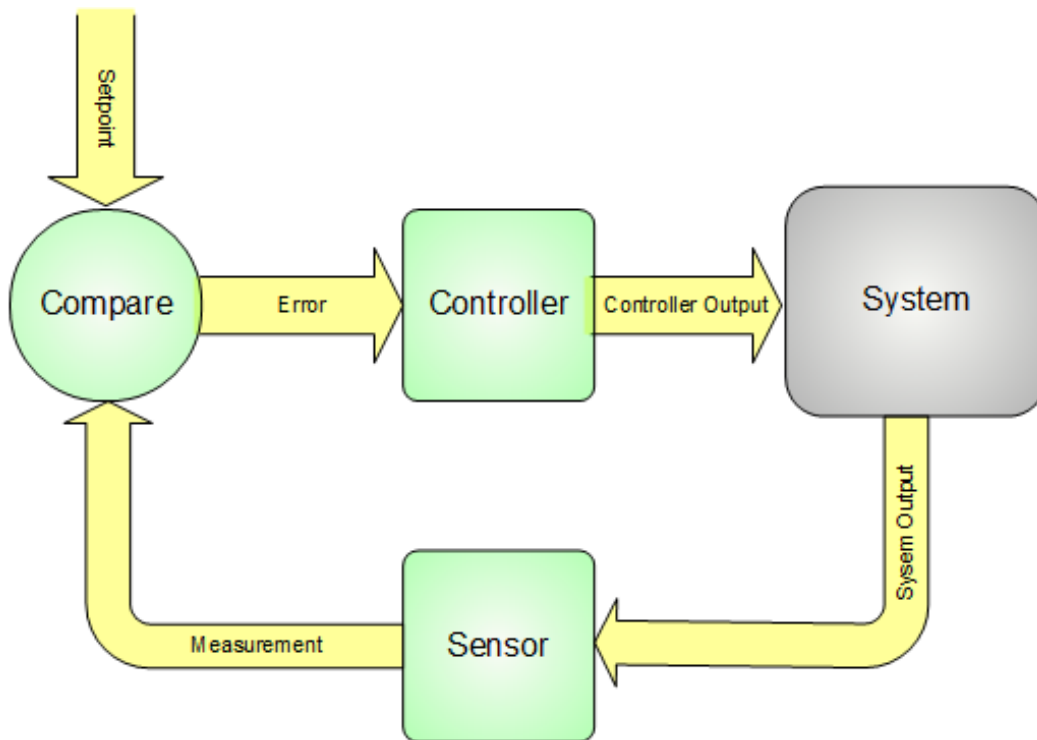 Setpoint
Compare
Error
Controller
Controller Output
System
Sysem Output
Sensor
Measurement